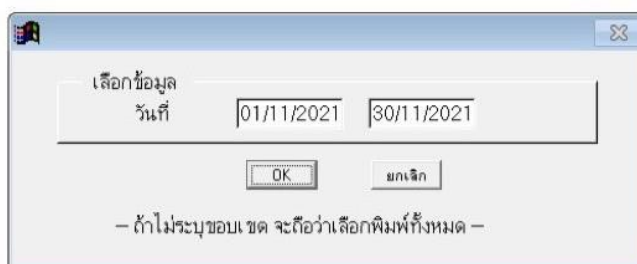 เลือกข้อมูล
วันที่ 01/11/2021 30/11/2021
OK ยกเลิก
– ถ้าไม่ระบุขอบเขต จะถือว่าเลือกพิมพ์ทั้งหมด –